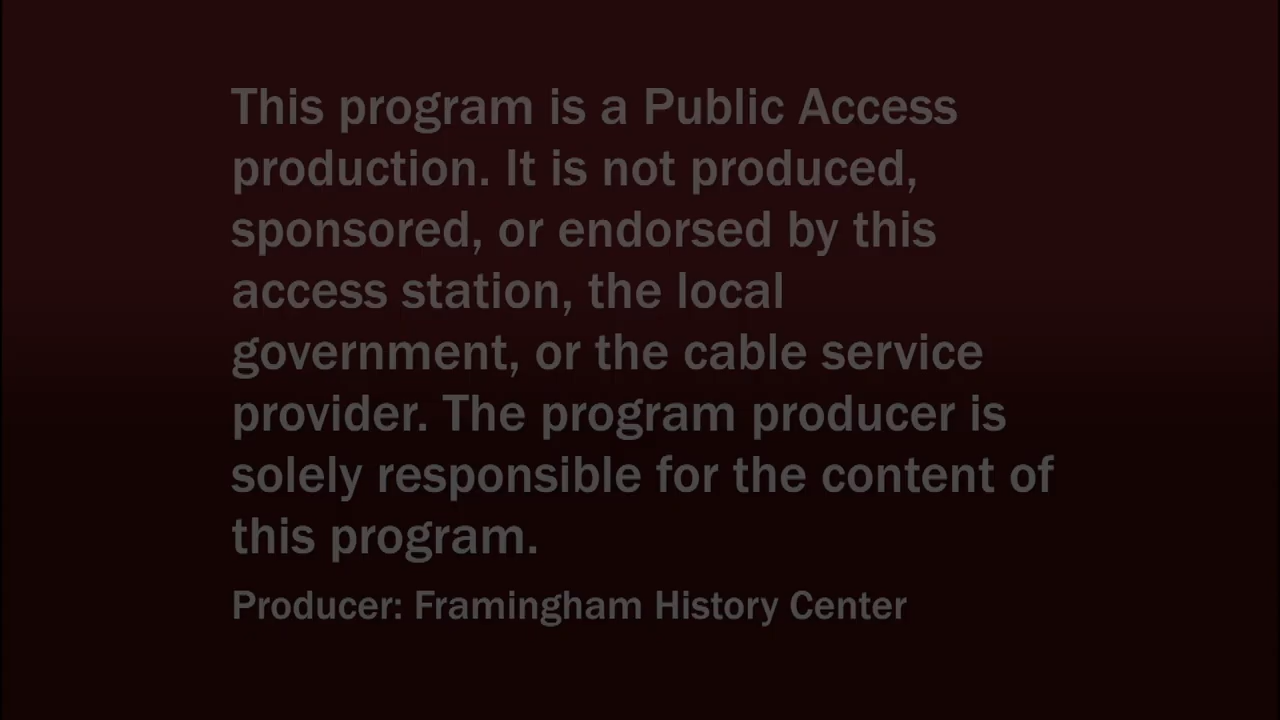 This program is a Public Access
production. It is not produced,
sponsored, or endorsed by this
access station, the local
government, or the cable service
provider. The program producer is
solely responsible for the content of
this program.
Producer: Framingham History Center